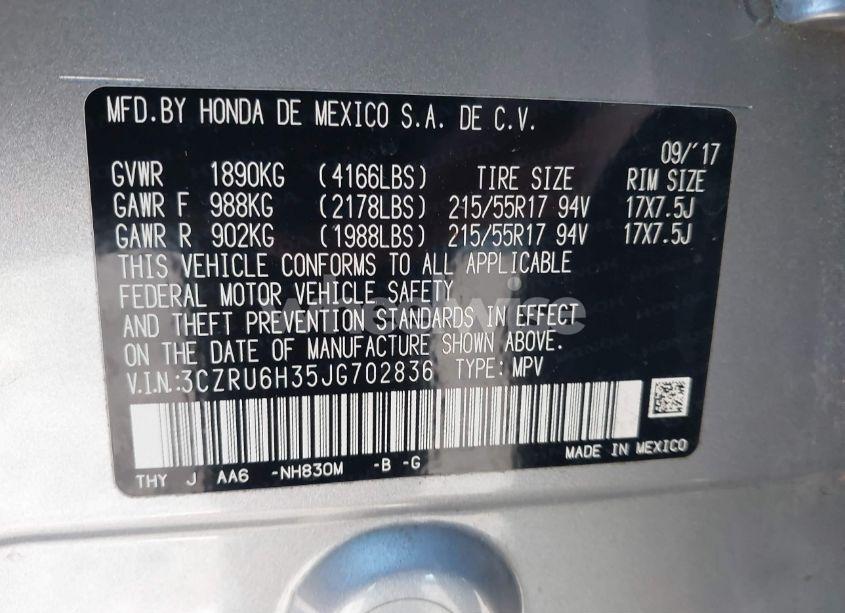 MFD.BY HONDA DE MEXICO S.A. DE C.V.
09/'17
GVWR 1890KG (4166LBS) TIRE SIZE RIM SIZE
GAWR F 988KG (2178LBS) 215/55R17 94V 17X7.5J
GAWR R 902KG (1988LBS) 215/55R17 94V 17X7.5J
THIS VEHICLE CONFORMS TO ALL APPLICABLE
FEDERAL MOTOR VEHICLE SAFETY
AND THEFT PREVENTION STANDARDS IN EFFECT
ON THE DATE OF MANUFACTURE SHOWN ABOVE.
V.I.N.:3CZRU6H35JG702836 TYPE: MPV
MADE IN MEXICO
THY J AA6 -NH830M -B -G